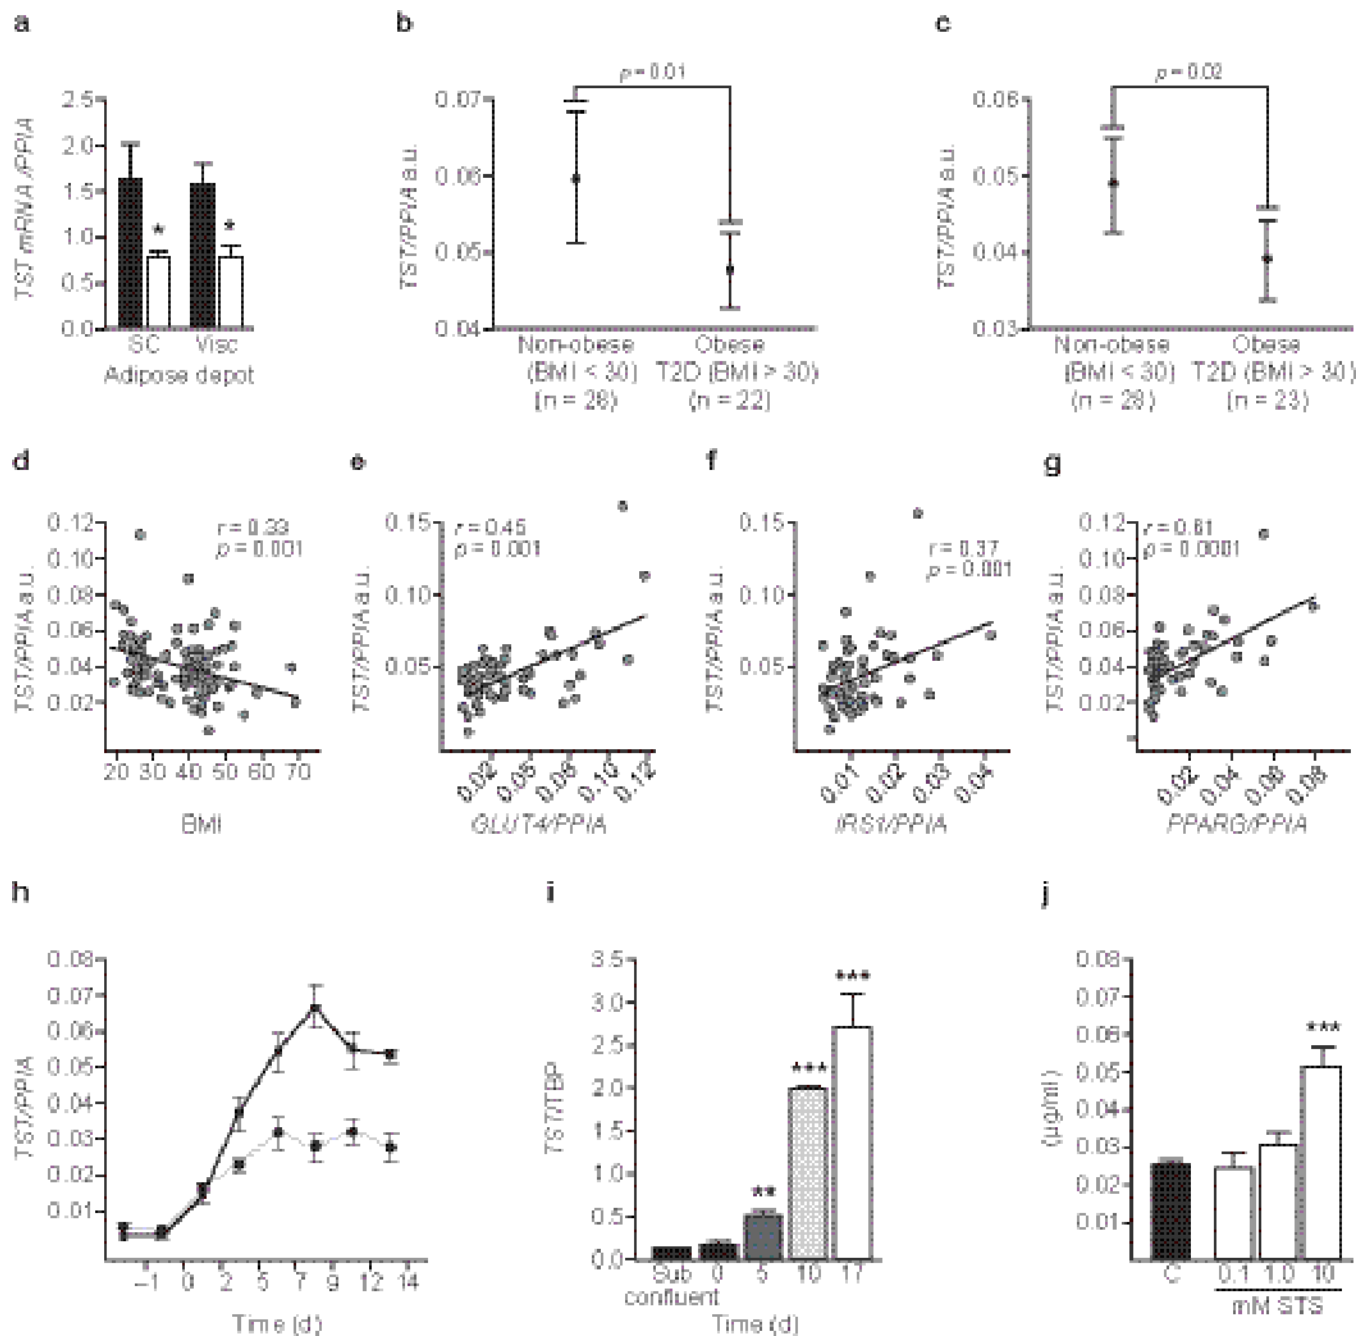 a
TST mRNA/PPIA
2.5
2.0
1.5
1.0
0.5
0.0
*
*
SC Visc
Adipose depot
b
TST/PPIA a.u.
0.07
0.06
0.05
0.04
p = 0.01
Non-obese Obese
(BMI < 30) T2D (BMI > 30)
(n = 28) (n = 22)
c
TST/PPIA a.u.
0.06
0.05
0.04
0.03
p = 0.02
Non-obese Obese
(BMI < 30) T2D (BMI > 30)
(n = 28) (n = 23)
d
TST/PPIA a.u.
0.12
0.10
0.08
0.06
0.04
0.02
r = 0.33
p = 0.001
20 30 40 50 60 70
BMI
e
TST/PPIA a.u.
0.15
0.10
0.05
r = 0.45
p = 0.001
0.02 0.05 0.06 0.10 0.12
GLUT4/PPIA
f
TST/PPIA a.u.
0.15
0.10
0.05
r = 0.37
p = 0.001
0.01 0.02 0.03 0.04
IRS1/PPIA
g
TST/PPIA a.u.
0.12
0.10
0.08
0.06
0.04
0.02
r = 0.61
p = 0.0001
0.02 0.04 0.06 0.08
PPARG/PPIA
h
TST/PPIA
0.08
0.07
0.06
0.05
0.04
0.03
0.02
0.01
–1 0 2 5 7 9 12 14
Time (d)
i
TST/TBP
3.5
3.0
2.5
2.0
1.5
1.0
0.5
0.0
**
***
***
Sub 0 5 10 17
confluent
Time (d)
j
(µg/ml)
0.08
0.07
0.06
0.05
0.04
0.03
0.02
0.01
***
C 0.1 1.0 10
mM STS